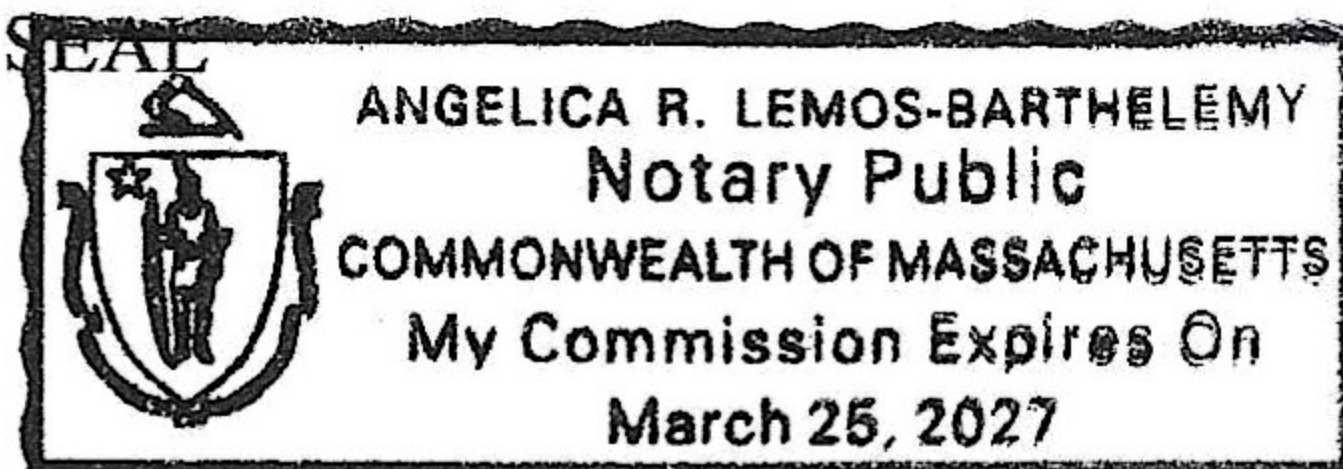 SEAL
ANGELICA R. LEMOS-BARTHELEMY
Notary Public
COMMONWEALTH OF MASSACHUSETTS
My Commission Expires On
March 25, 2027